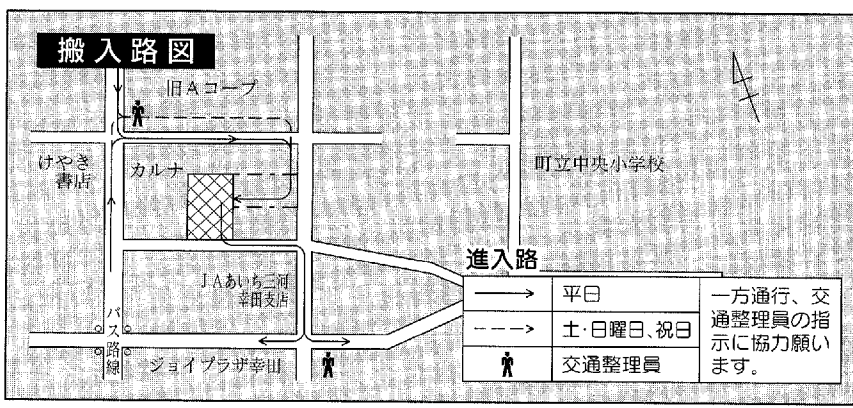 搬入路図
旧Aコープ
けやき
書店
カルナ
町立中央小学校
JAあいち三河
幸田支店
バス路線
ジョイプラザ幸田
進入路
平日
土・日曜日、祝日
交通整理員
一方通行、交
通整理員の指
示に協力願い
ます。